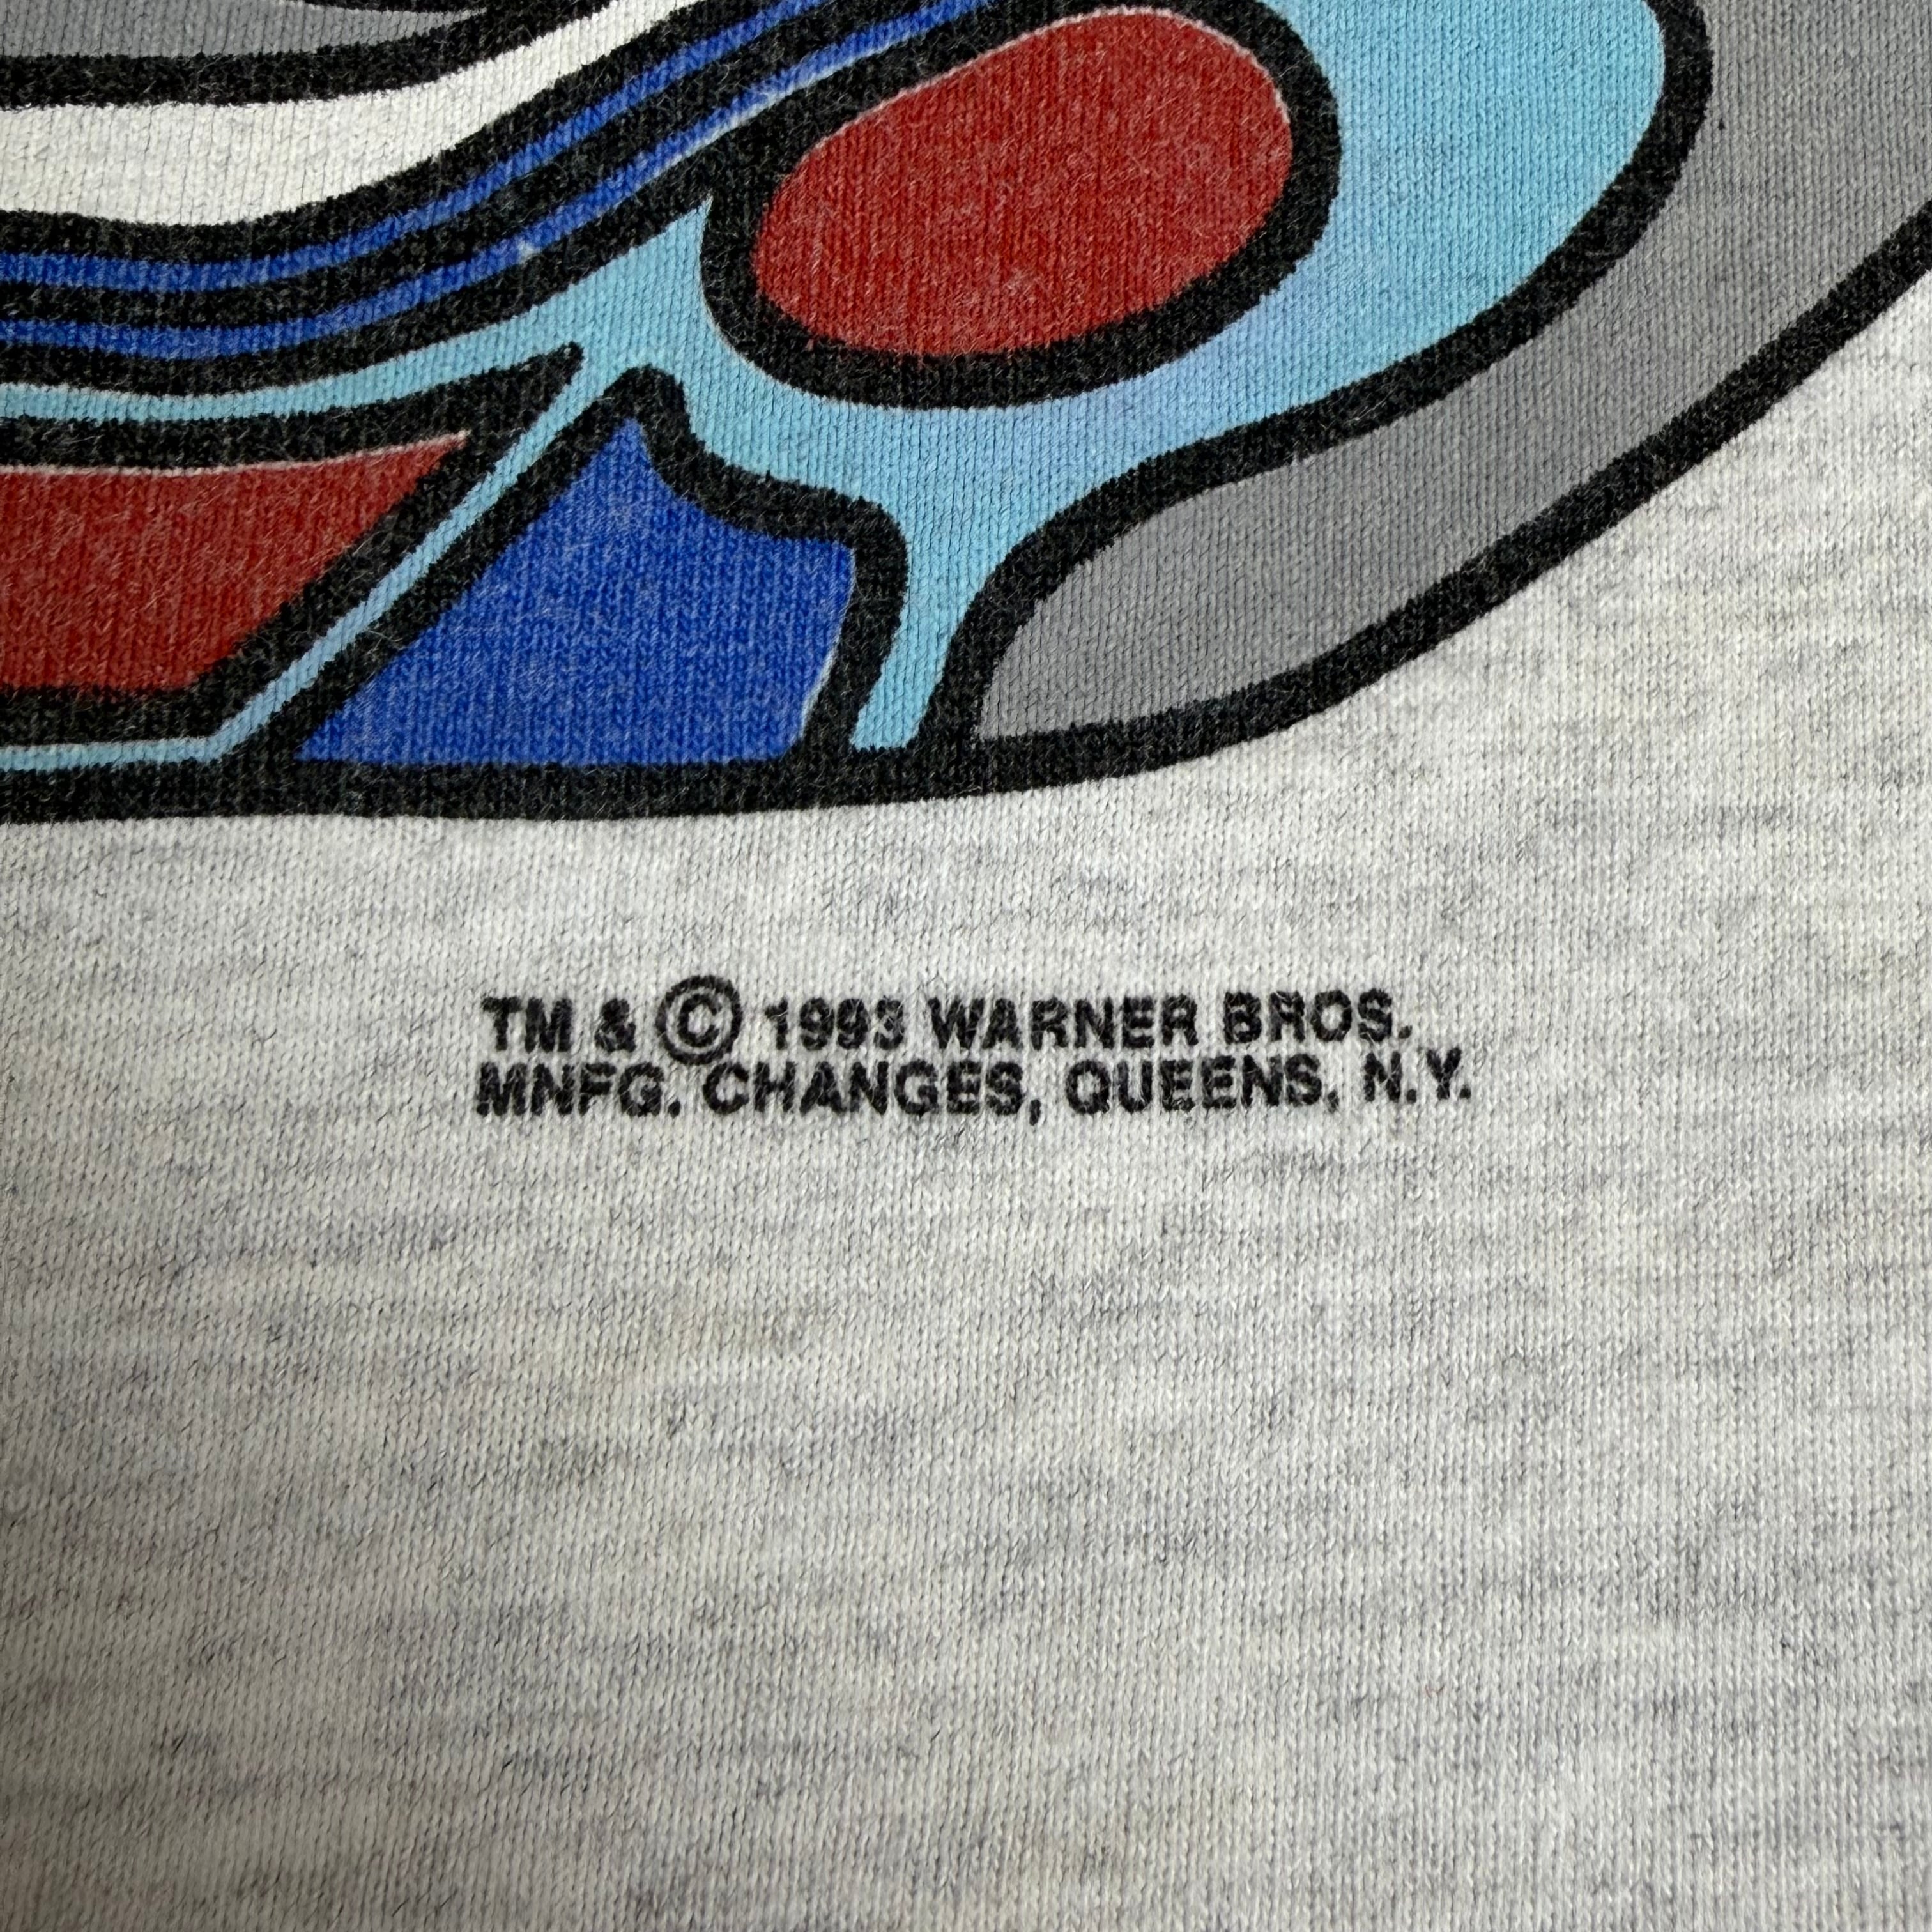 TM & © 1993 WARNER BROS.
MNFG. CHANGES, QUEENS, N.Y.